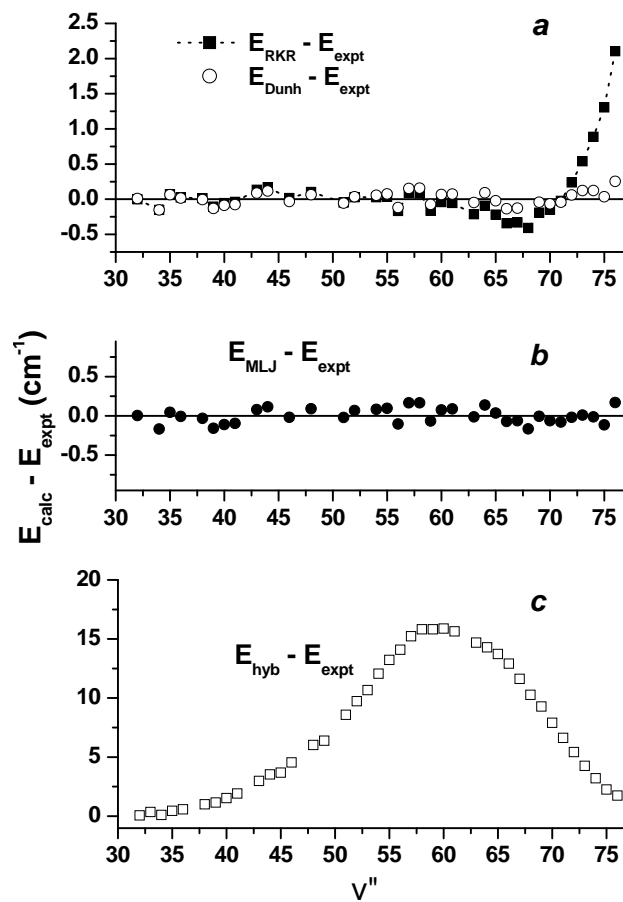 a
E_RKR - E_expt
E_Dunh - E_expt
2.5
2.0
1.5
1.0
0.5
0.0
-0.5
30 35 40 45 50 55 60 65 70 75
b
E_MLJ - E_expt
0.5
0.0
-0.5
30 35 40 45 50 55 60 65 70 75
E_calc - E_expt (cm⁻¹)
c
E_hyb - E_expt
20
15
10
5
0
30 35 40 45 50 55 60 65 70 75
v"